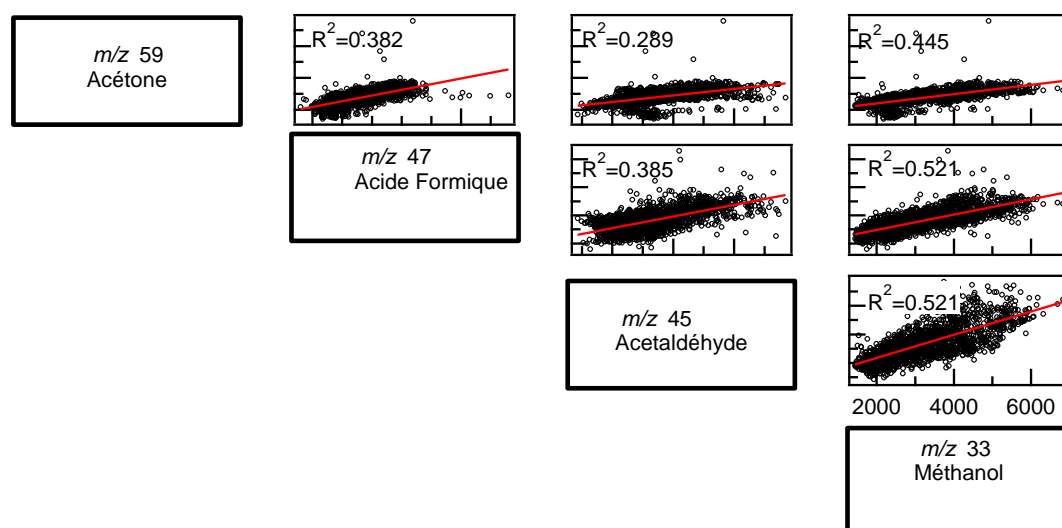 m/z 59
Acétone
R²=0.382
R²=0.289
R²=0.445
m/z 47
Acide Formique
R²=0.385
R²=0.521
m/z 45
Acetaldéhyde
R²=0.521
2000 4000 6000
m/z 33
Méthanol